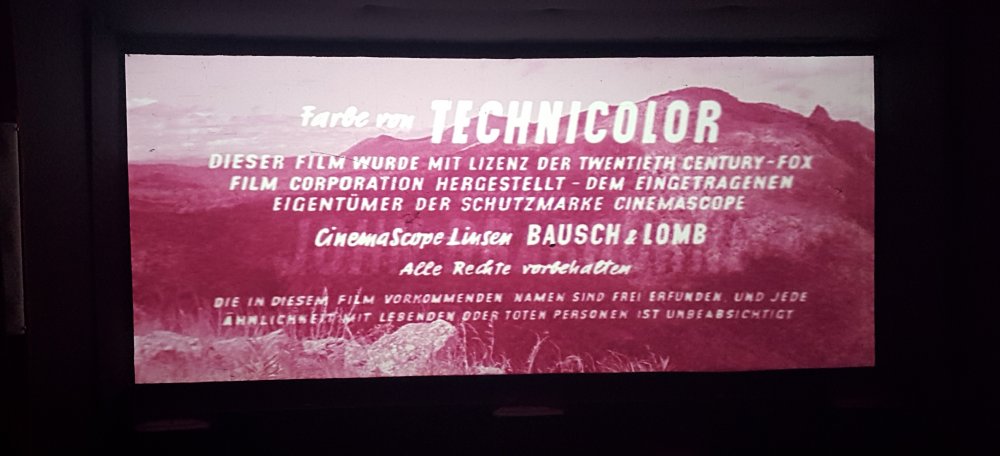 Farbe von TECHNICOLOR
DIESER FILM WURDE MIT LIZENZ DER TWENTIETH CENTURY-FOX
FILM CORPORATION HERGESTELLT - DEM EINGETRAGENEN
EIGENTÜMER DER SCHUTZMARKE CINEMASCOPE
CinemaScope-Linsen BAUSCH & LOMB
Alle Rechte vorbehalten
DIE IN DIESEM FILM VORKOMMENDEN NAMEN SIND FREI ERFUNDEN, UND JEDE
ÄHNLICHKEIT MIT LEBENDEN ODER TOTEN PERSONEN IST UNBEABSICHTIGT